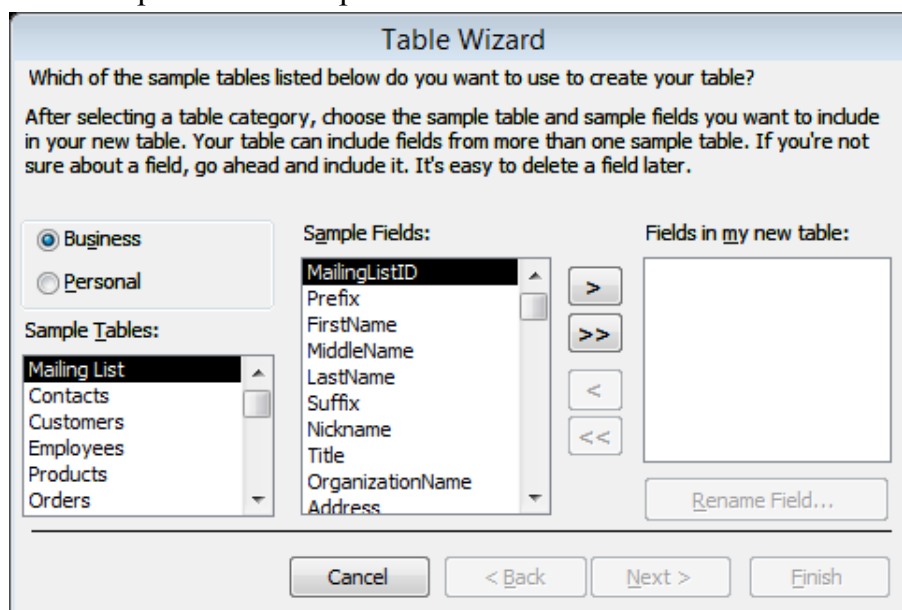 Table Wizard
Which of the sample tables listed below do you want to use to create your table?
After selecting a table category, choose the sample table and sample fields you want to include
in your new table. Your table can include fields from more than one sample table. If you're not
sure about a field, go ahead and include it. It's easy to delete a field later.
Business
Personal
Sample Tables:
Mailing List
Contacts
Customers
Employees
Products
Orders
Sample Fields:
MailingListID
Prefix
FirstName
MiddleName
LastName
Suffix
Nickname
Title
OrganizationName
Address
>
>>
<
<<
Fields in my new table:
Rename Field...
Cancel
< Back
Next >
Finish